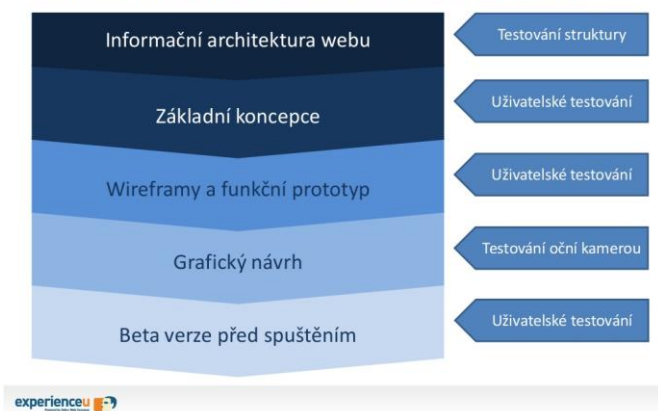 Informační architektura webu
Testování struktury
Základní koncepce
Uživatelské testování
Wireframy a funkční prototyp
Uživatelské testování
Grafický návrh
Testování oční kamerou
Beta verze před spuštěním
Uživatelské testování
experienceu